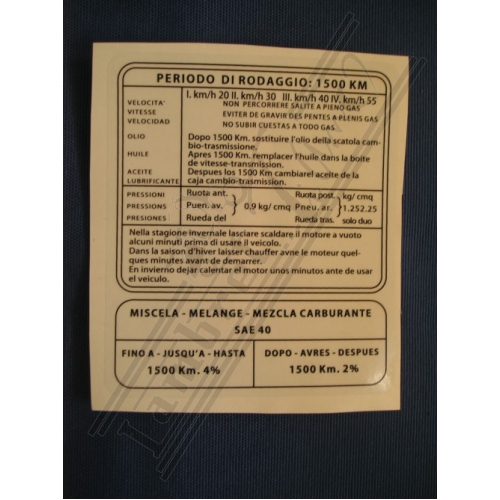 PERIODO DI RODAGGIO: 1500 KM
VELOCITA'
VITESSE
VELOCIDAD
I. km/h 20 II. km/h 30 III. km/h 40 IV. km/h 55
NON PERCORRERE SALITE A PIENO GAS
EVITER DE GRAVIR DES PENTES A PLENIS GAS
NO SUBIR CUESTAS A TODO GAS
OLIO
Dopo 1500 Km. sostituire l'olio della scatola cam-
bio-trasmissione.
HUILE
Apres 1500 Km. remplacer l'huile dans la boite
de vitesse-transmission.
ACEITE
LUBRIFICANTE
Despues los 1500 Km cambiarel aceite de la
caja cambio-trasmission.
PRESSIONI
PRESSIONS
PRESIONES
Ruota ant.
Puen. av. } 0.9 kg/ cmq
Rueda del
Ruota post. kg/ cmq
Pneu. ar. } 1.252.25
Rueda tras. solo duo
Nella stagione invernale lasciare scaldare il motore a vuoto
alcuni minuti prima di usare il veicolo.
Dans la saison d'hiver laisser chauffer avne le moteur quel-
ques minutes avant de demarrer.
En invierno dejar calentar el motor unos minutos ante de usar
el veiculo.
MISCELA - MELANGE - MEZCLA CARBURANTE
SAE 40
FINO A - JUSQU'A - HASTA
1500 Km. 4%
DOPO - AVRES - DESPUES
1500 Km. 2%